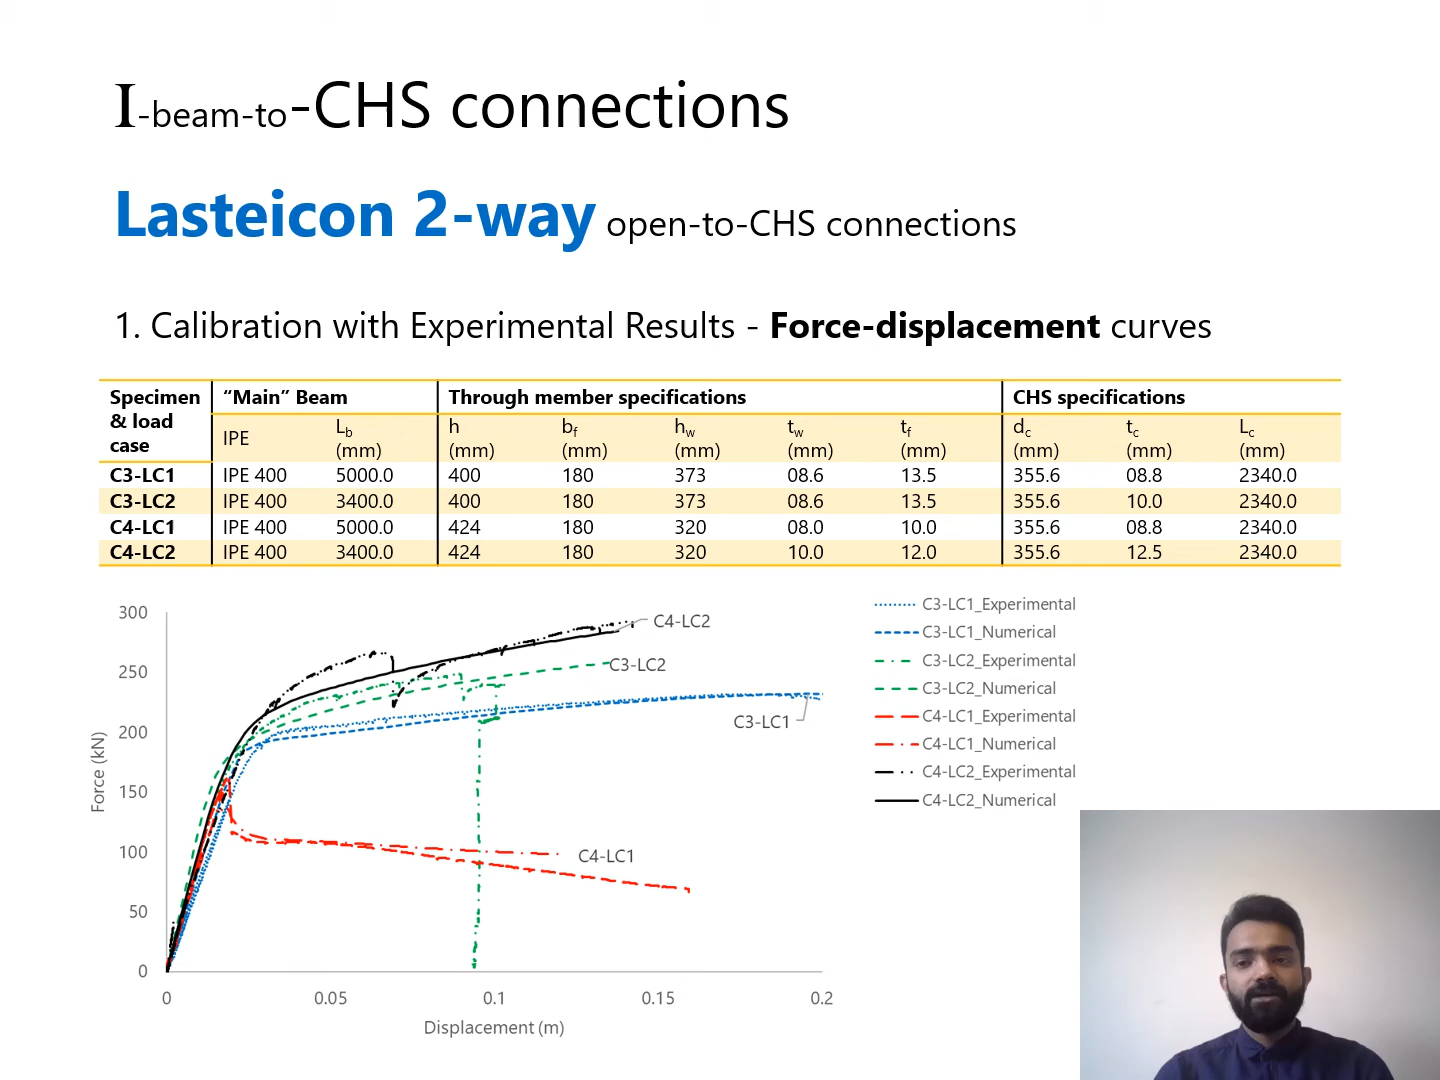 I-beam-to-CHS connections
Lasteicon 2-way open-to-CHS connections
1. Calibration with Experimental Results - Force-displacement curves
Specimen & load case
“Main” Beam
Through member specifications
CHS specifications
IPE
Lb (mm)
h (mm)
bf (mm)
hw (mm)
tw (mm)
tf (mm)
dc (mm)
tc (mm)
Lc (mm)
C3-LC1 IPE 400 5000.0 400 180 373 08.6 13.5 355.6 08.8 2340.0
C3-LC2 IPE 400 3400.0 400 180 373 08.6 13.5 355.6 10.0 2340.0
C4-LC1 IPE 400 5000.0 424 180 320 08.0 10.0 355.6 08.8 2340.0
C4-LC2 IPE 400 3400.0 424 180 320 10.0 12.0 355.6 12.5 2340.0
300
250
200
150
100
50
0
Force (kN)
0 0.05 0.1 0.15 0.2
Displacement (m)
C4-LC2
C3-LC2
C3-LC1
C4-LC1
C3-LC1_Experimental
C3-LC1_Numerical
C3-LC2_Experimental
C3-LC2_Numerical
C4-LC1_Experimental
C4-LC1_Numerical
C4-LC2_Experimental
C4-LC2_Numerical